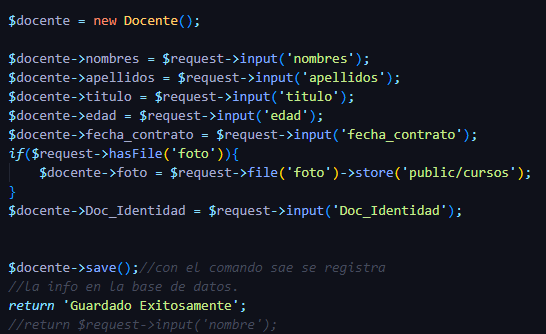 $docente = new Docente();
$docente->nombres = $request->input('nombres');
$docente->apellidos = $request->input('apellidos');
$docente->titulo = $request->input('titulo');
$docente->edad = $request->input('edad');
$docente->fecha_contrato = $request->input('fecha_contrato');
if($request->hasFile('foto')){
$docente->foto = $request->file('foto')->store('public/cursos');
}
$docente->Doc_Identidad = $request->input('Doc_Identidad');
$docente->save();//con el comando sae se registra
//la info en la base de datos.
return 'Guardado Exitosamente';
//return $request->input('nombre');